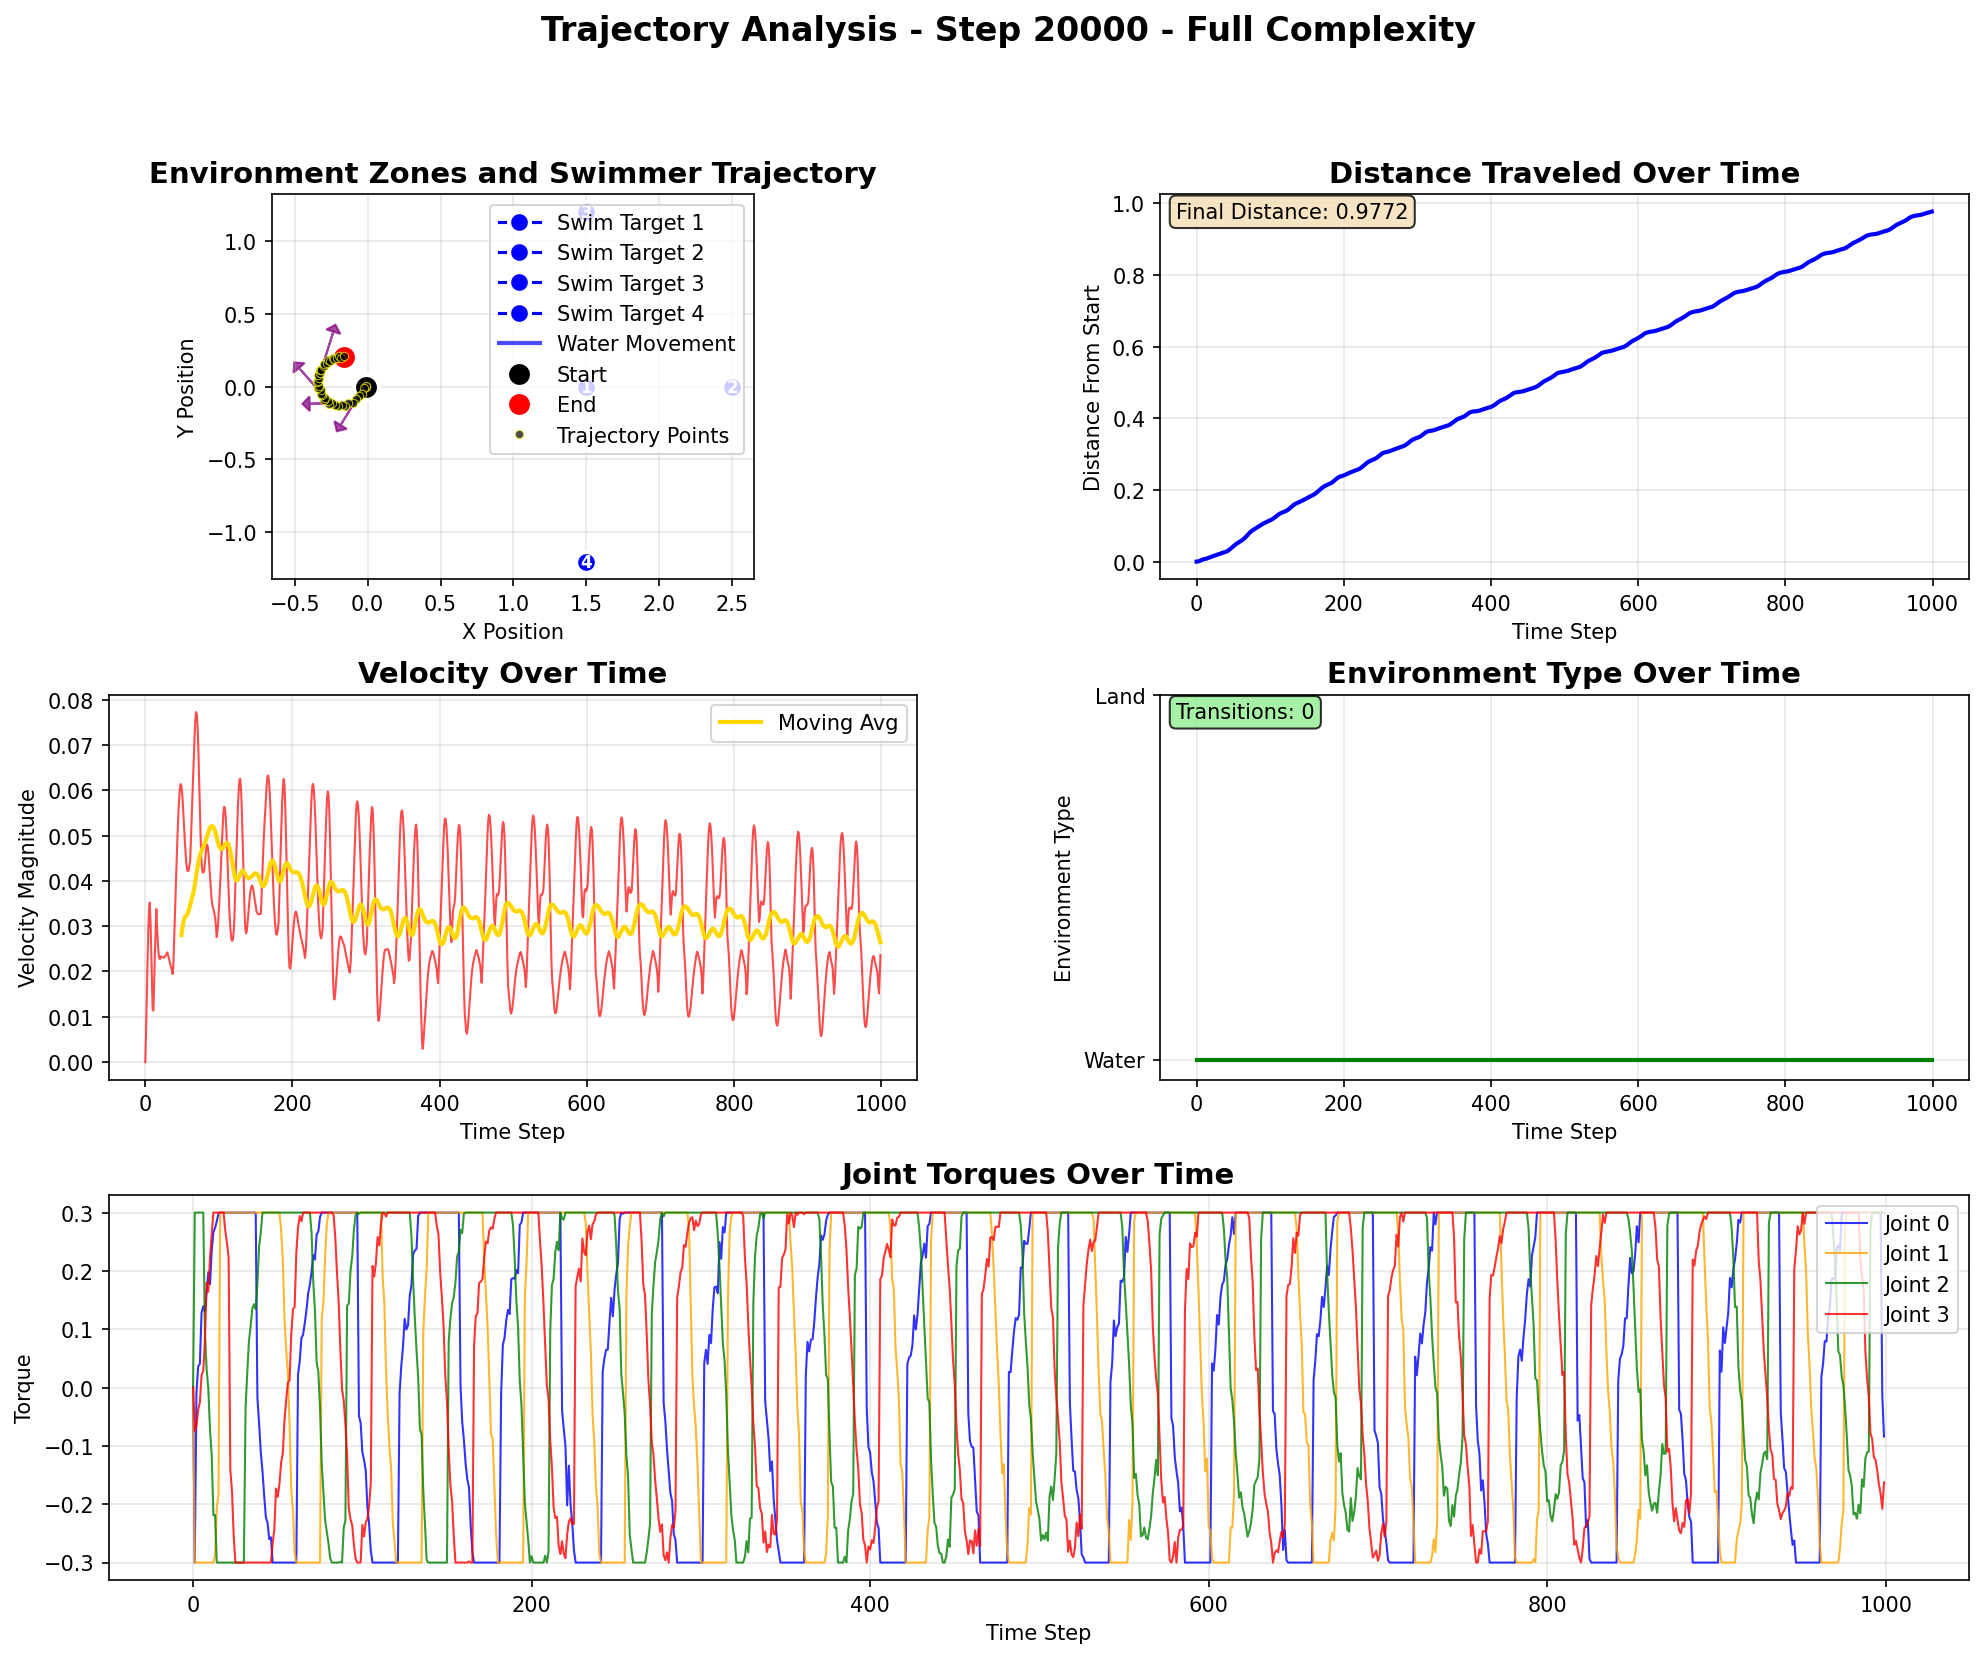 Trajectory Analysis - Step 20000 - Full Complexity
Environment Zones and Swimmer Trajectory
Y Position
1.0
0.5
0.0
−0.5
−1.0
−0.5
0.0
0.5
1.0
1.5
2.0
2.5
X Position
3
1
2
4
Swim Target 1
Swim Target 2
Swim Target 3
Swim Target 4
Water Movement
Start
End
Trajectory Points
Distance Traveled Over Time
Final Distance: 0.9772
Distance From Start
1.0
0.8
0.6
0.4
0.2
0.0
0
200
400
600
800
1000
Time Step
Velocity Over Time
Moving Avg
Velocity Magnitude
0.08
0.07
0.06
0.05
0.04
0.03
0.02
0.01
0.00
0
200
400
600
800
1000
Time Step
Environment Type Over Time
Transitions: 0
Environment Type
Land
Water
0
200
400
600
800
1000
Time Step
Joint Torques Over Time
Torque
0.3
0.2
0.1
0.0
−0.1
−0.2
−0.3
Joint 0
Joint 1
Joint 2
Joint 3
0
200
400
600
800
1000
Time Step